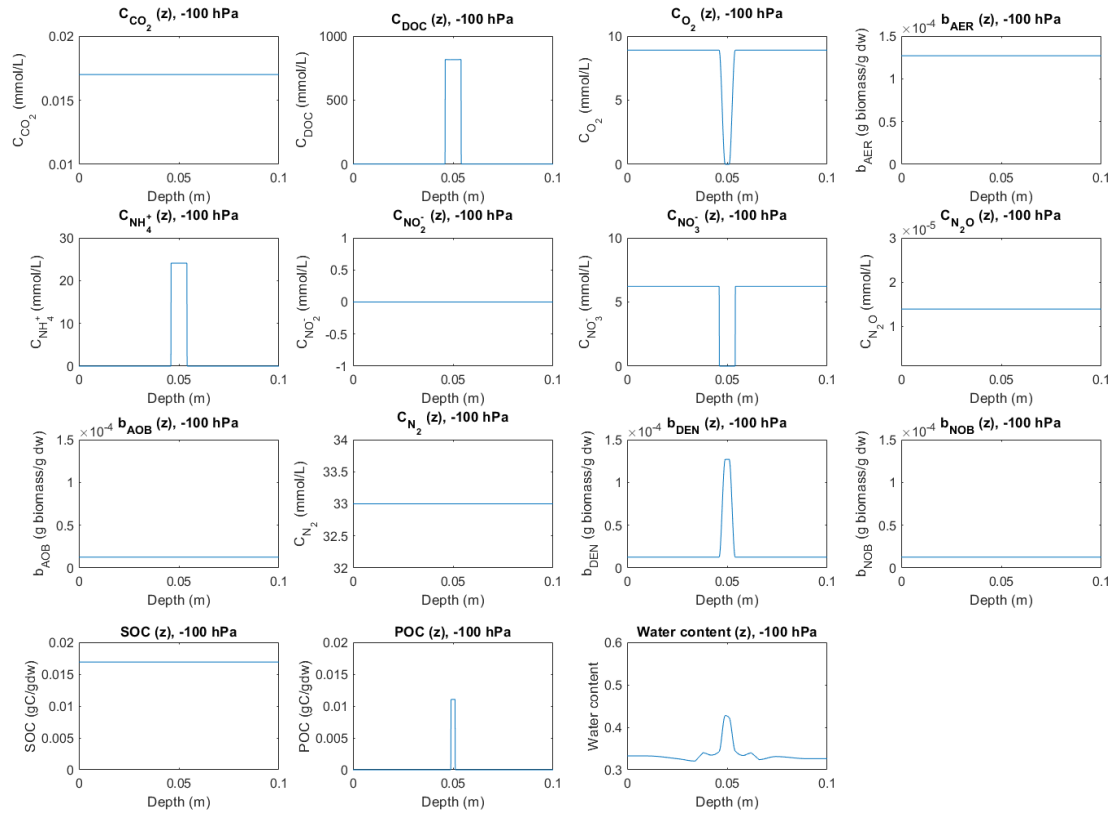 C_CO2 (z), -100 hPa
C_CO2 (mmol/L)
0.02
0.015
0.01
0 0.05 0.1
Depth (m)
C_DOC (z), -100 hPa
C_DOC (mmol/L)
1000
500
0
0 0.05 0.1
Depth (m)
C_O2 (z), -100 hPa
C_O2 (mmol/L)
10
5
0
0 0.05 0.1
Depth (m)
×10^-4 b_AER (z), -100 hPa
b_AER (g biomass/g dw)
1.5
1
0.5
0
0 0.05 0.1
Depth (m)
C_NH4+ (z), -100 hPa
C_NH4+ (mmol/L)
30
20
10
0
0 0.05 0.1
Depth (m)
C_NO2- (z), -100 hPa
C_NO2- (mmol/L)
1
0.5
0
-0.5
-1
0 0.05 0.1
Depth (m)
C_NO3- (z), -100 hPa
C_NO3- (mmol/L)
10
5
0
0 0.05 0.1
Depth (m)
×10^-5 C_N2O (z), -100 hPa
C_N2O (mmol/L)
3
2
1
0 0.05 0.1
Depth (m)
×10^-4 b_AOB (z), -100 hPa
b_AOB (g biomass/g dw)
1.5
1
0.5
0
0 0.05 0.1
Depth (m)
C_N2 (z), -100 hPa
C_N2 (mmol/L)
34
33.5
33
32.5
32
0 0.05 0.1
Depth (m)
×10^-4 b_DEN (z), -100 hPa
b_DEN (g biomass/g dw)
1.5
1
0.5
0
0 0.05 0.1
Depth (m)
×10^-4 b_NOB (z), -100 hPa
b_NOB (g biomass/g dw)
1.5
1
0.5
0
0 0.05 0.1
Depth (m)
SOC (z), -100 hPa
SOC (gC/gdw)
0.02
0.015
0.01
0.005
0
0 0.05 0.1
Depth (m)
POC (z), -100 hPa
POC (gC/gdw)
0.02
0.015
0.01
0.005
0
0 0.05 0.1
Depth (m)
Water content (z), -100 hPa
Water content
0.6
0.5
0.4
0.3
0 0.05 0.1
Depth (m)